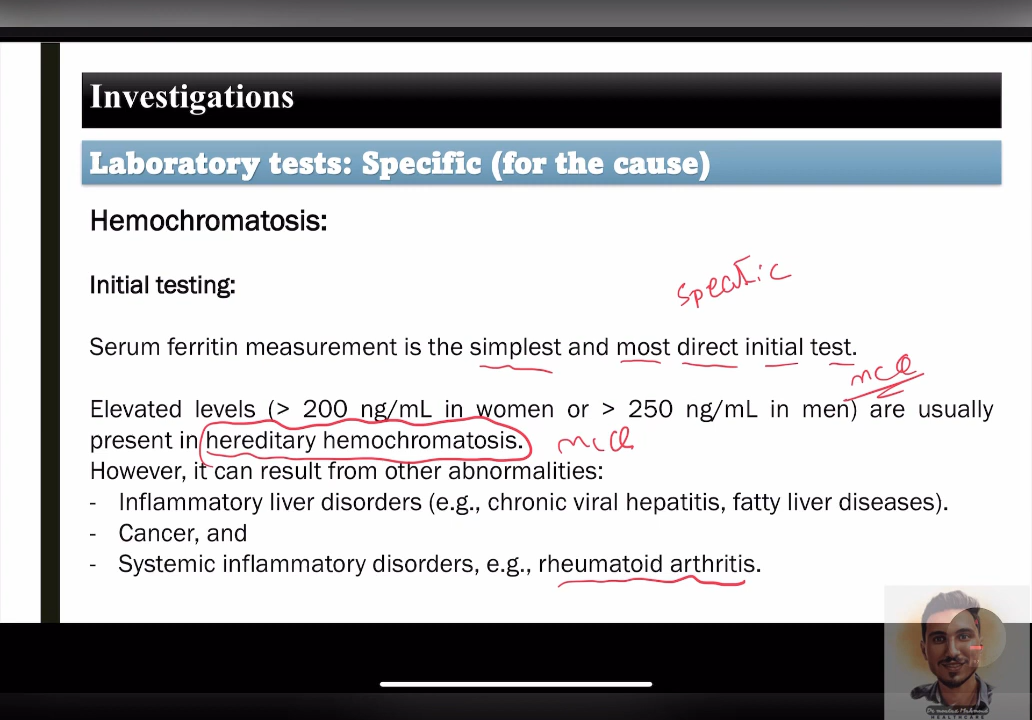 Investigations
Laboratory tests: Specific (for the cause)
Hemochromatosis:
Initial testing:
specific
Serum ferritin measurement is the simplest and most direct initial test.
MCQ
Elevated levels (> 200 ng/mL in women or > 250 ng/mL in men) are usually
present in hereditary hemochromatosis. MCQ
However, it can result from other abnormalities:
- Inflammatory liver disorders (e.g., chronic viral hepatitis, fatty liver diseases).
- Cancer, and
- Systemic inflammatory disorders, e.g., rheumatoid arthritis.
HEALTHCARE